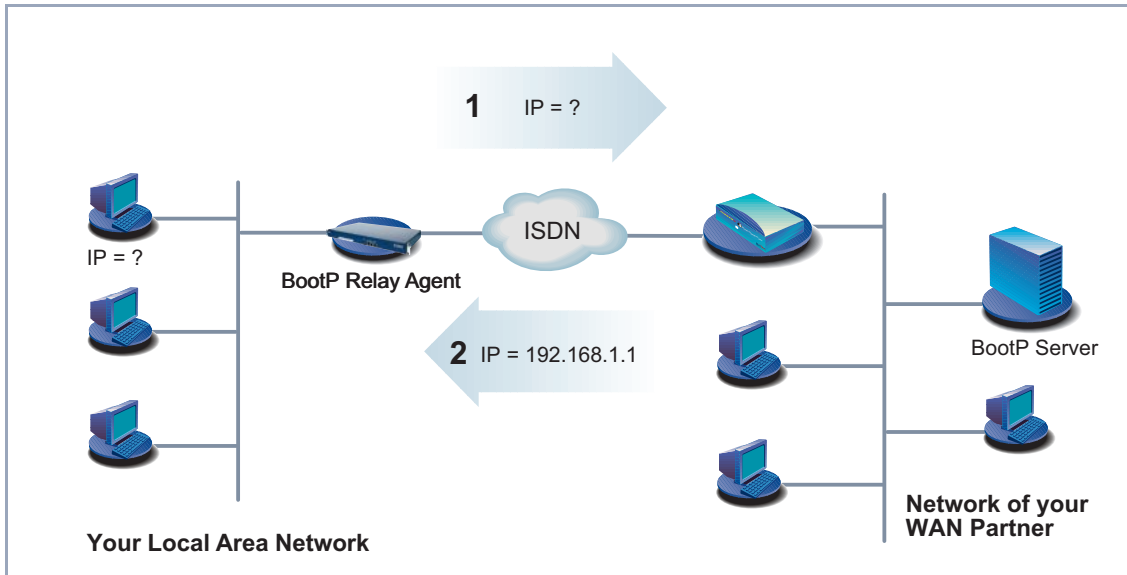 1 IP = ?
ISDN
IP = ?
BootP Relay Agent
2 IP = 192.168.1.1
BootP Server
Your Local Area Network
Network of your
WAN Partner